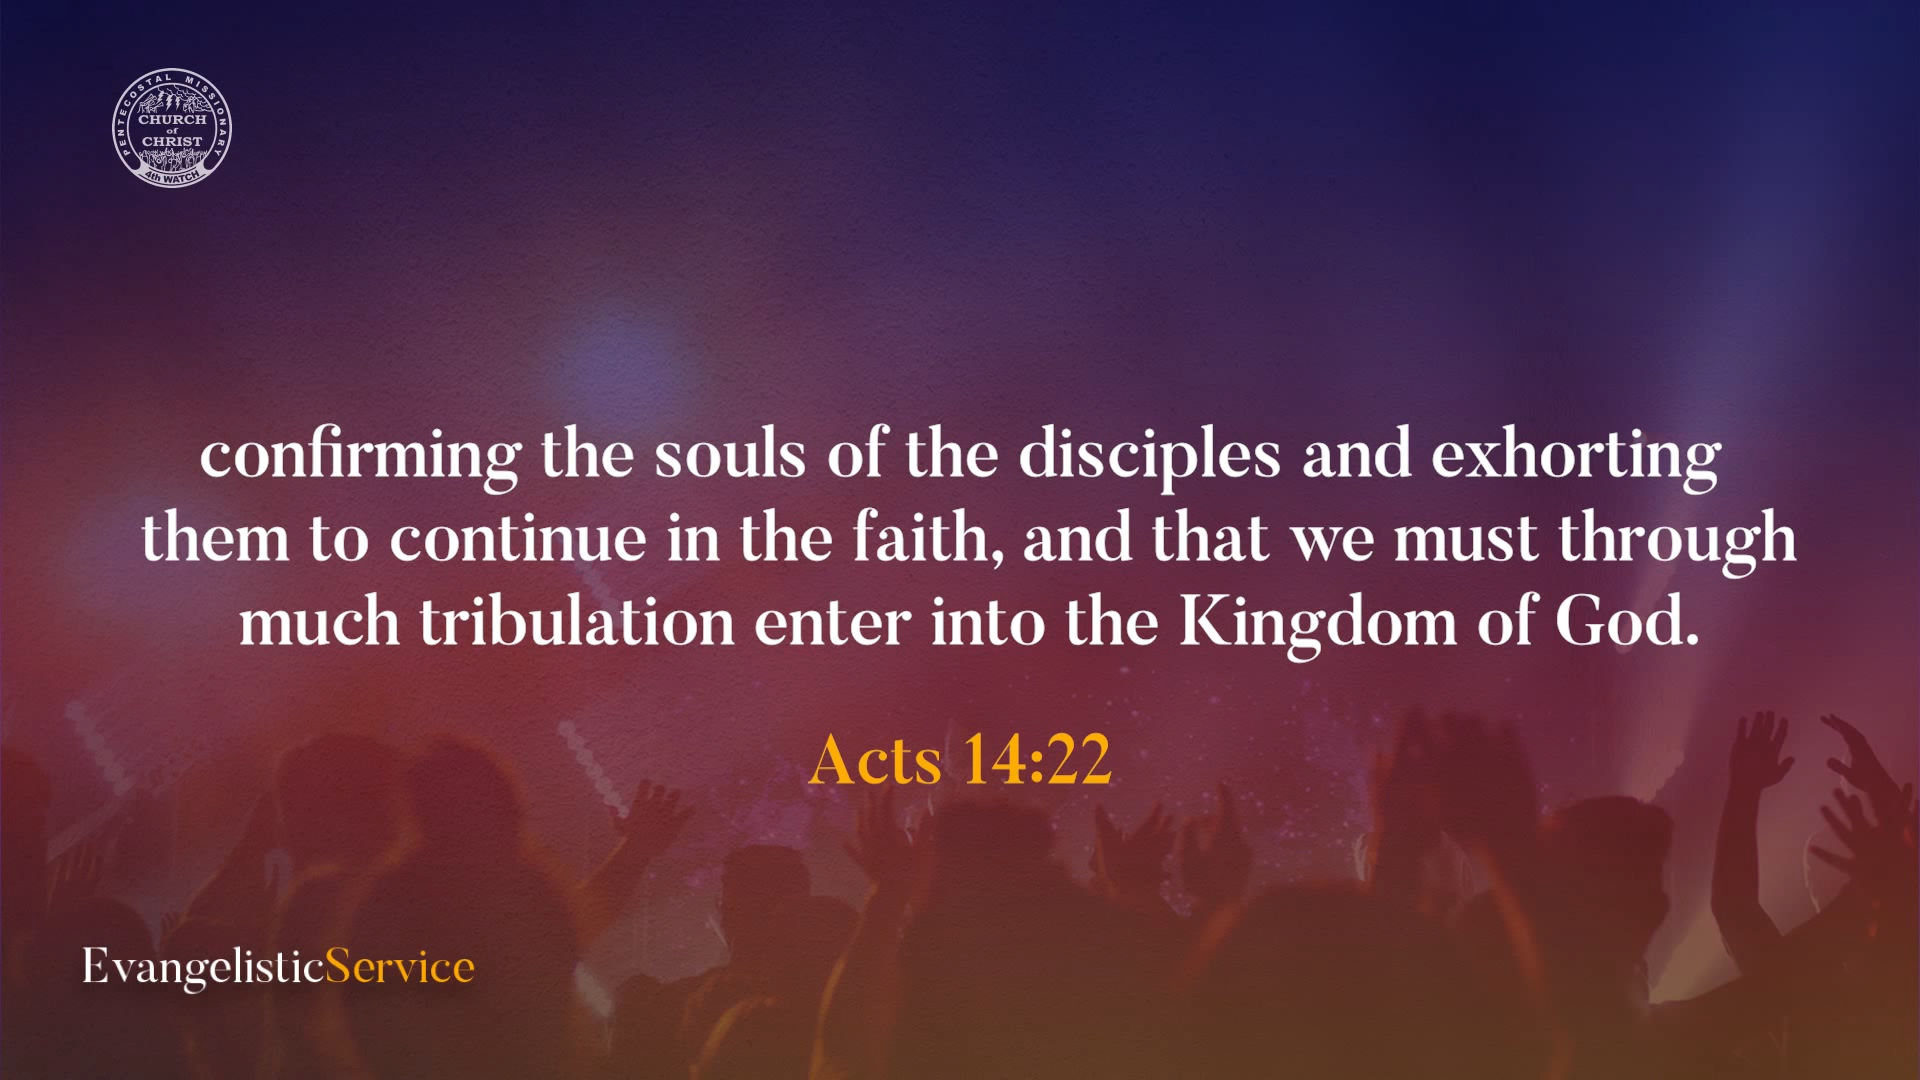 PENTECOSTAL MISSIONARY
CHURCH
of
CHRIST
4th WATCH
confirming the souls of the disciples and exhorting
them to continue in the faith, and that we must through
much tribulation enter into the Kingdom of God.
Acts 14:22
EvangelisticService